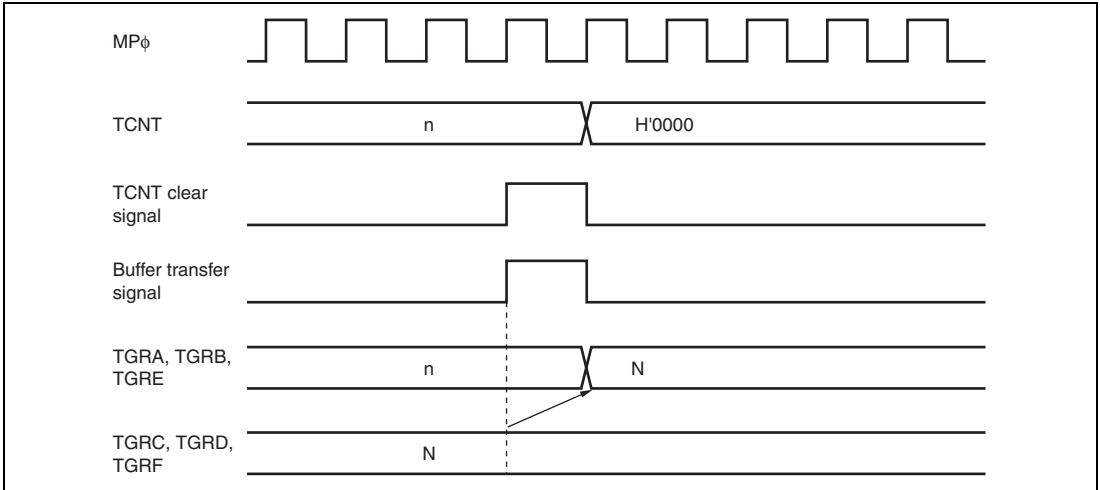 MPϕ
TCNT
n
H'0000
TCNT clear
signal
Buffer transfer
signal
TGRA, TGRB,
TGRE
n
N
TGRC, TGRD,
TGRF
N